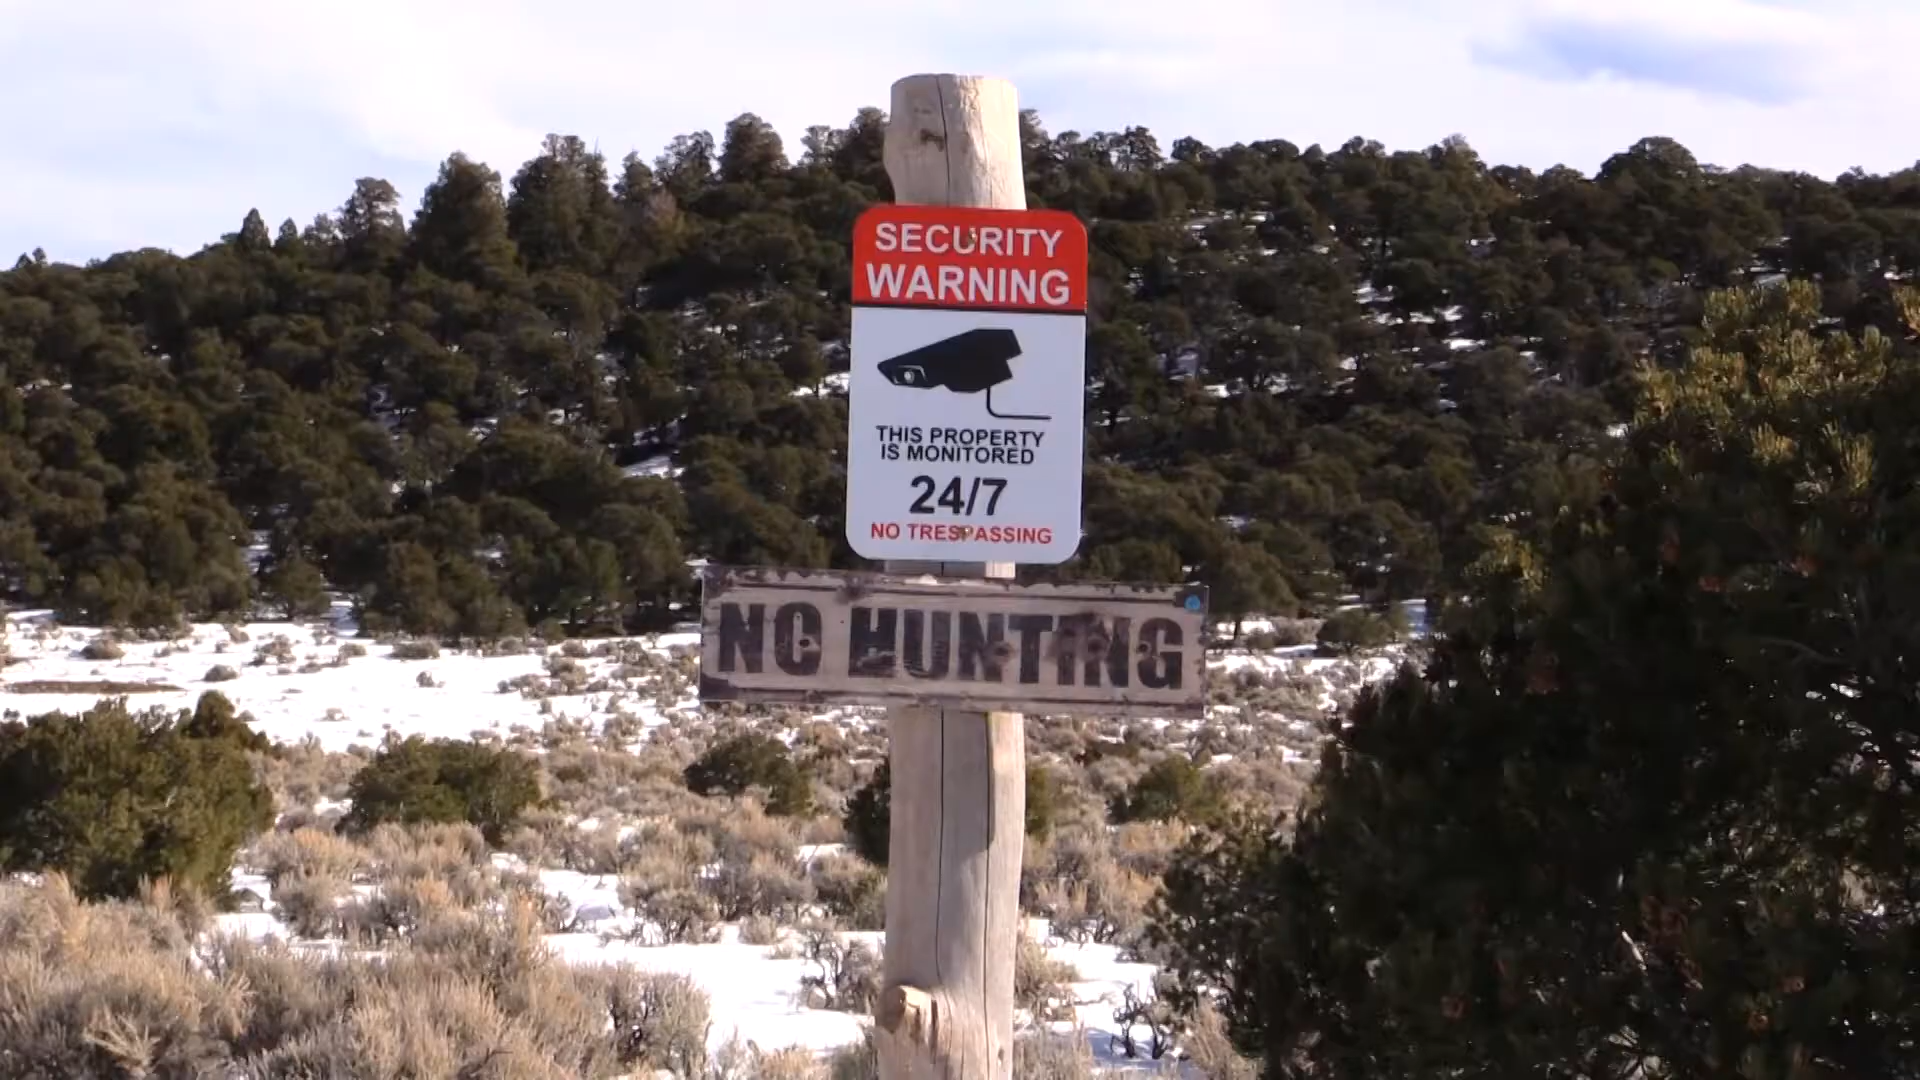 SECURITY
WARNING
THIS PROPERTY
IS MONITORED
24/7
NO TRESPASSING
NO HUNTING